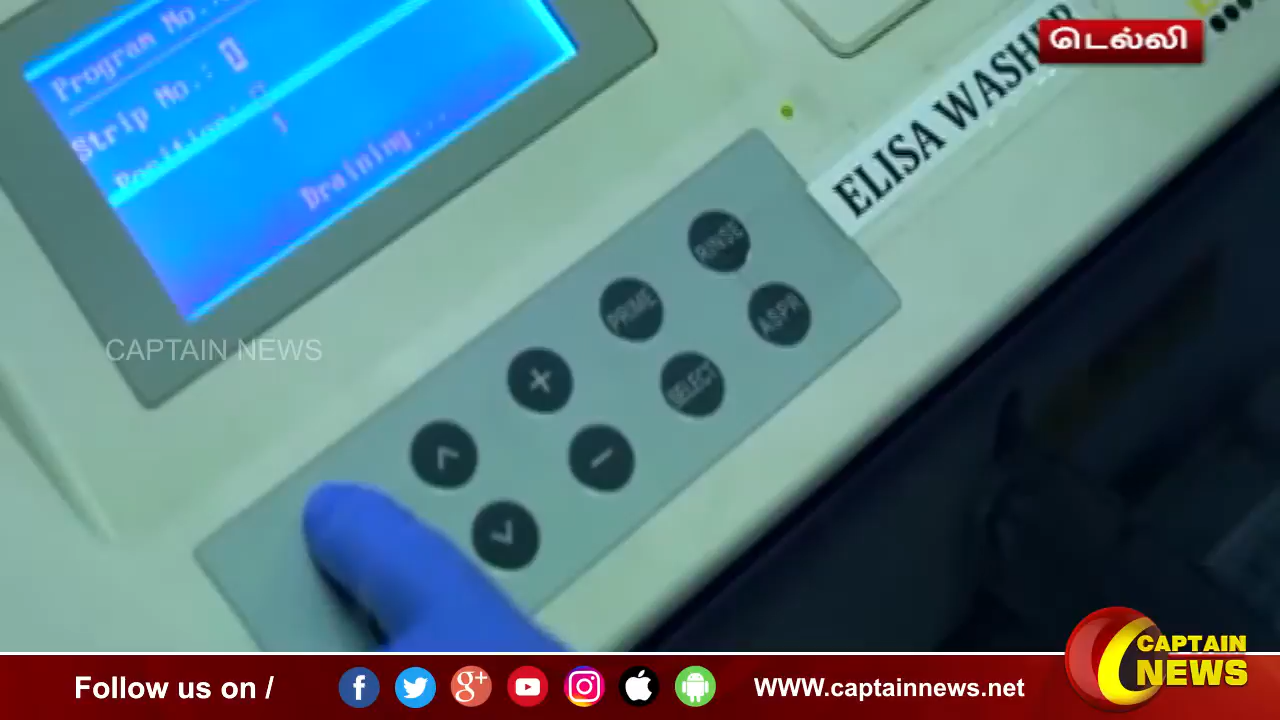 Program No.:
Strip No.: 1
Position:
1
Draining...
டெல்லி
ELISA WASHER
RINSE
PRIME
ASPR
+
SELECT
-
CAPTAIN NEWS
Follow us on /
WWW.captainnews.net
CAPTAIN
NEWS